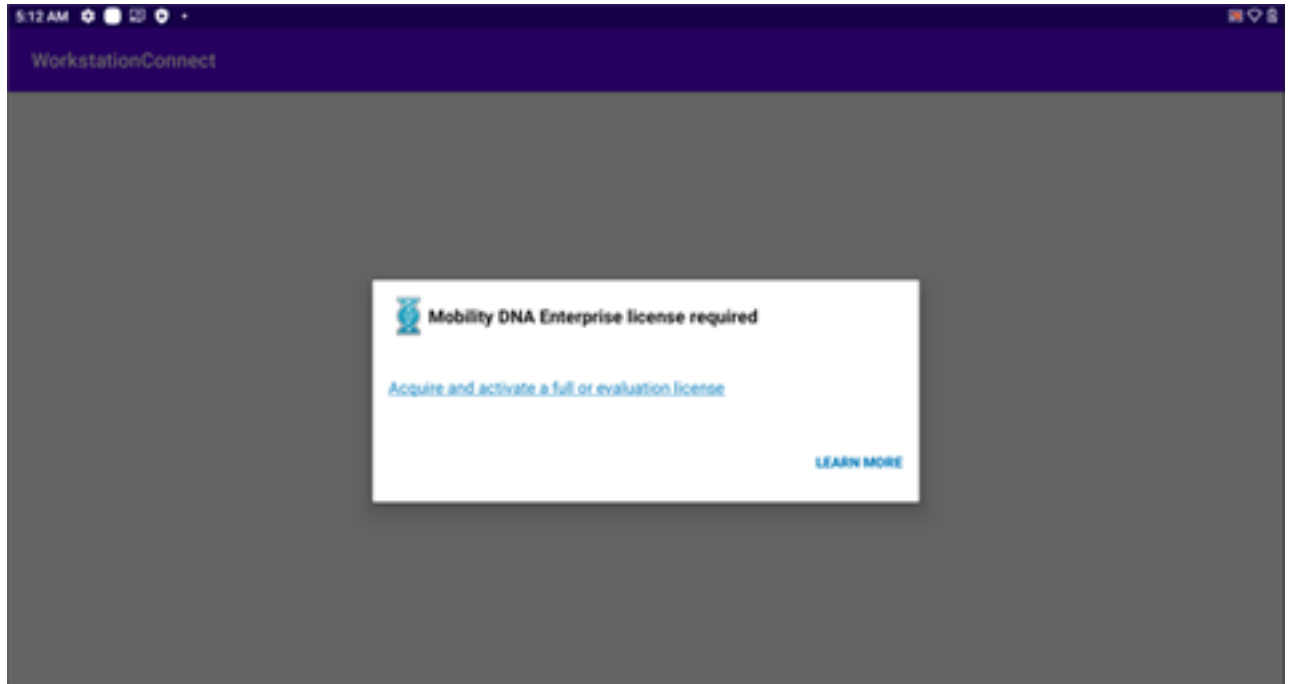 5:12 AM
WorkstationConnect
Mobility DNA Enterprise license required
Acquire and activate a full or evaluation license
LEARN MORE